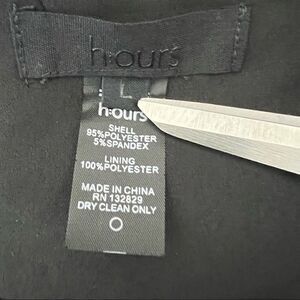 h:ours
L
h:ours
SHELL
95%POLYESTER
5%SPANDEX
LINING
100%POLYESTER
MADE IN CHINA
RN 132829
DRY CLEAN ONLY